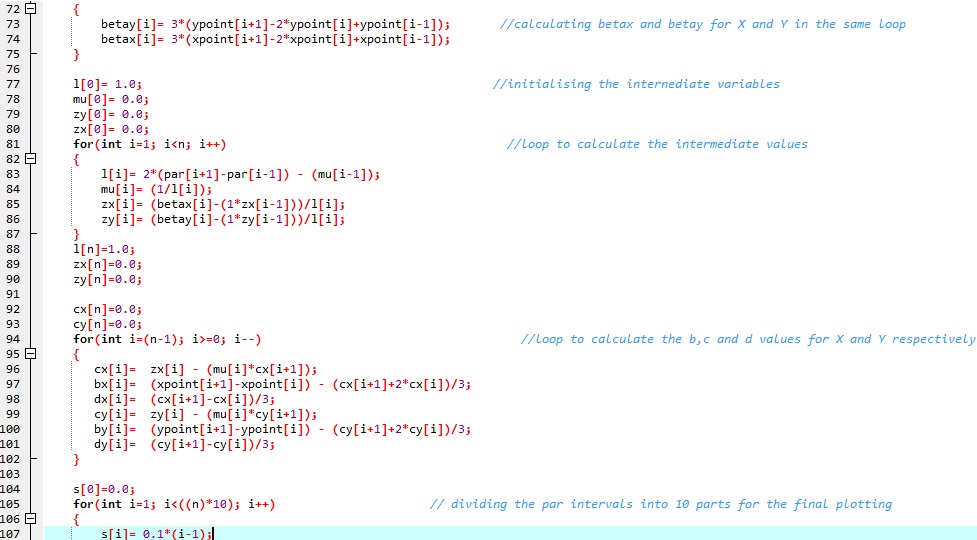 72 {
73 betay[i]= 3*(ypoint[i+1]-2*ypoint[i]+ypoint[i-1]); //calculating betax and betay for X and Y in the same loop
74 betax[i]= 3*(xpoint[i+1]-2*xpoint[i]+xpoint[i-1]);
75 }
76
77 l[0]= 1.0; //initialising the internediate variables
78 mu[0]= 0.0;
79 zy[0]= 0.0;
80 zx[0]= 0.0;
81 for(int i=1; i<n; i++) //loop to calculate the intermediate values
82 {
83 l[i]= 2*(par[i+1]-par[i-1]) - (mu[i-1]);
84 mu[i]= (1/l[i]);
85 zx[i]= (betax[i]-(1*zx[i-1]))/l[i];
86 zy[i]= (betay[i]-(1*zy[i-1]))/l[i];
87 }
88 l[n]=1.0;
89 zx[n]=0.0;
90 zy[n]=0.0;
91
92 cx[n]=0.0;
93 cy[n]=0.0;
94 for(int i=(n-1); i>=0; i--) //loop to calculate the b,c and d values for X and Y respectively
95 {
96 cx[i]= zx[i] - (mu[i]*cx[i+1]);
97 bx[i]= (xpoint[i+1]-xpoint[i]) - (cx[i+1]+2*cx[i])/3;
98 dx[i]= (cx[i+1]-cx[i])/3;
99 cy[i]= zy[i] - (mu[i]*cy[i+1]);
100 by[i]= (ypoint[i+1]-ypoint[i]) - (cy[i+1]+2*cy[i])/3;
101 dy[i]= (cy[i+1]-cy[i])/3;
102 }
103
104 s[0]=0.0;
105 for(int i=1; i<((n)*10); i++) // dividing the par intervals into 10 parts for the final plotting
106 {
107 s[i]= 0.1*(i-1);